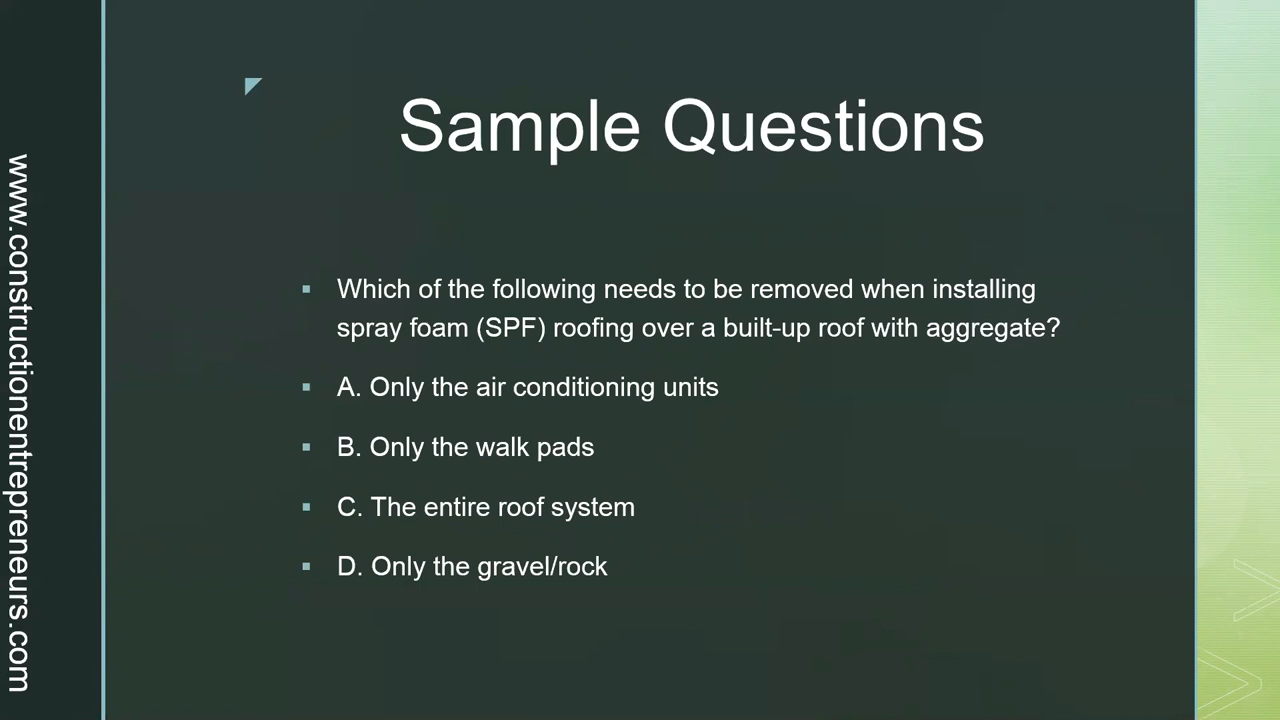 Sample Questions
Which of the following needs to be removed when installing
spray foam (SPF) roofing over a built-up roof with aggregate?
A. Only the air conditioning units
B. Only the walk pads
C. The entire roof system
D. Only the gravel/rock
www.constructionentrepreneurs.com